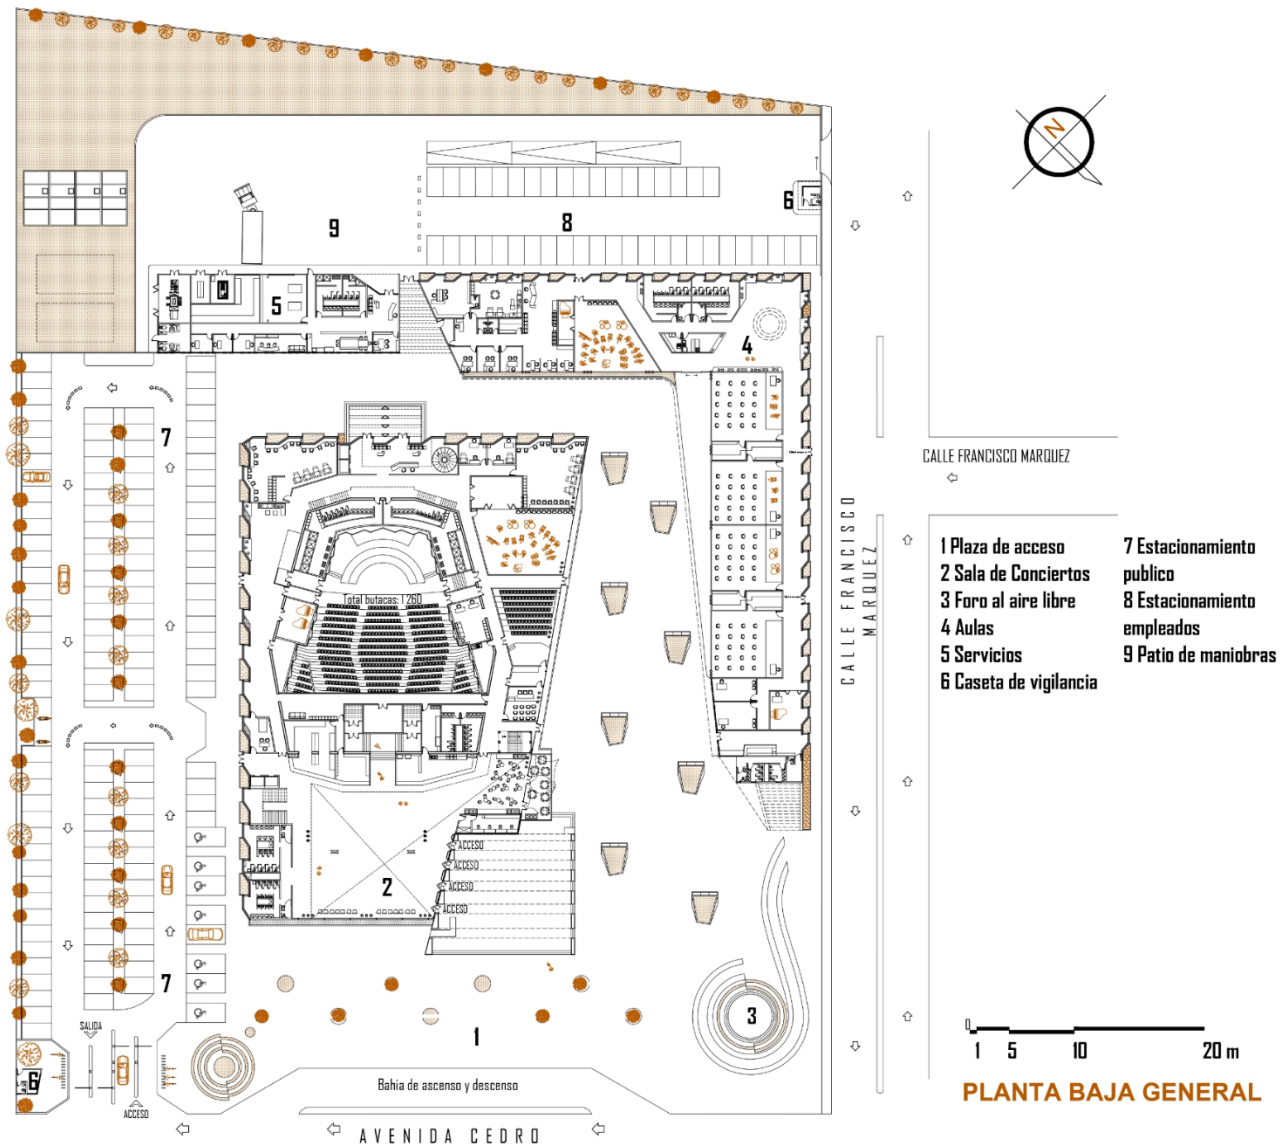 N
9
8
6
5
4
7
CALLE FRANCISCO MARQUEZ
CALLE FRANCISCO
MARQUEZ
1 Plaza de acceso
2 Sala de Conciertos
3 Foro al aire libre
4 Aulas
5 Servicios
6 Caseta de vigilancia
7 Estacionamiento
publico
8 Estacionamiento
empleados
9 Patio de maniobras
Total butacas: 1260
ACCESO
ACCESO
ACCESO
ACCESO
2
7
3
1
SALIDA
6
ACCESO
Bahia de ascenso y descenso
AVENIDA CEDRO
0
1 5 10 20 m
PLANTA BAJA GENERAL